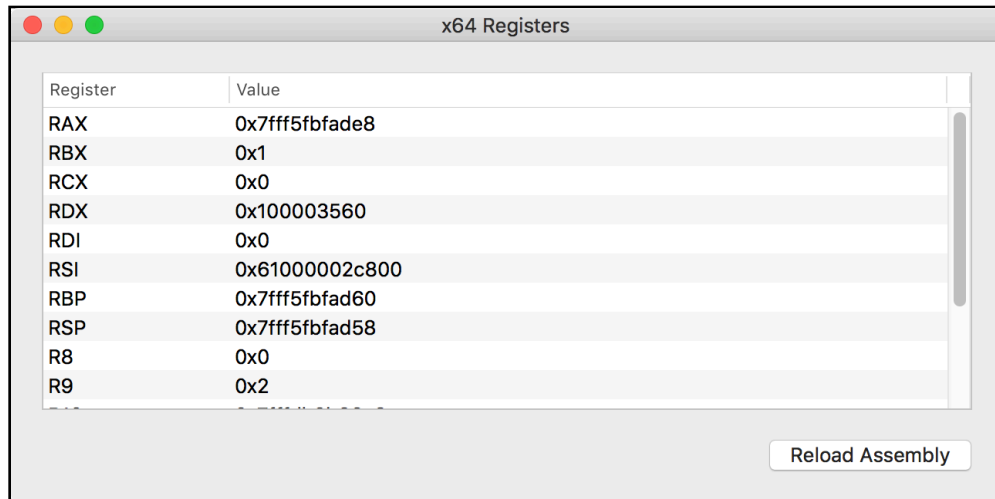 x64 Registers
Register Value
RAX 0x7fff5fbfade8
RBX 0x1
RCX 0x0
RDX 0x100003560
RDI 0x0
RSI 0x61000002c800
RBP 0x7fff5fbfad60
RSP 0x7fff5fbfad58
R8 0x0
R9 0x2
Reload Assembly